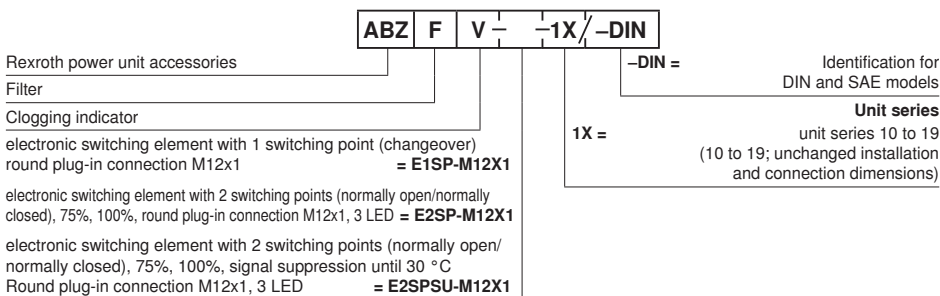 ABZ F V – –1X/ –DIN
Rexroth power unit accessories
Filter
Clogging indicator
electronic switching element with 1 switching point (changeover)
round plug-in connection M12x1 = E1SP-M12X1
electronic switching element with 2 switching points (normally open/normally
closed), 75%, 100%, round plug-in connection M12x1, 3 LED = E2SP-M12X1
electronic switching element with 2 switching points (normally open/
normally closed), 75%, 100%, signal suppression until 30 °C
Round plug-in connection M12x1, 3 LED = E2SPSU-M12X1
–DIN = Identification for
DIN and SAE models
Unit series
1X = unit series 10 to 19
(10 to 19; unchanged installation
and connection dimensions)